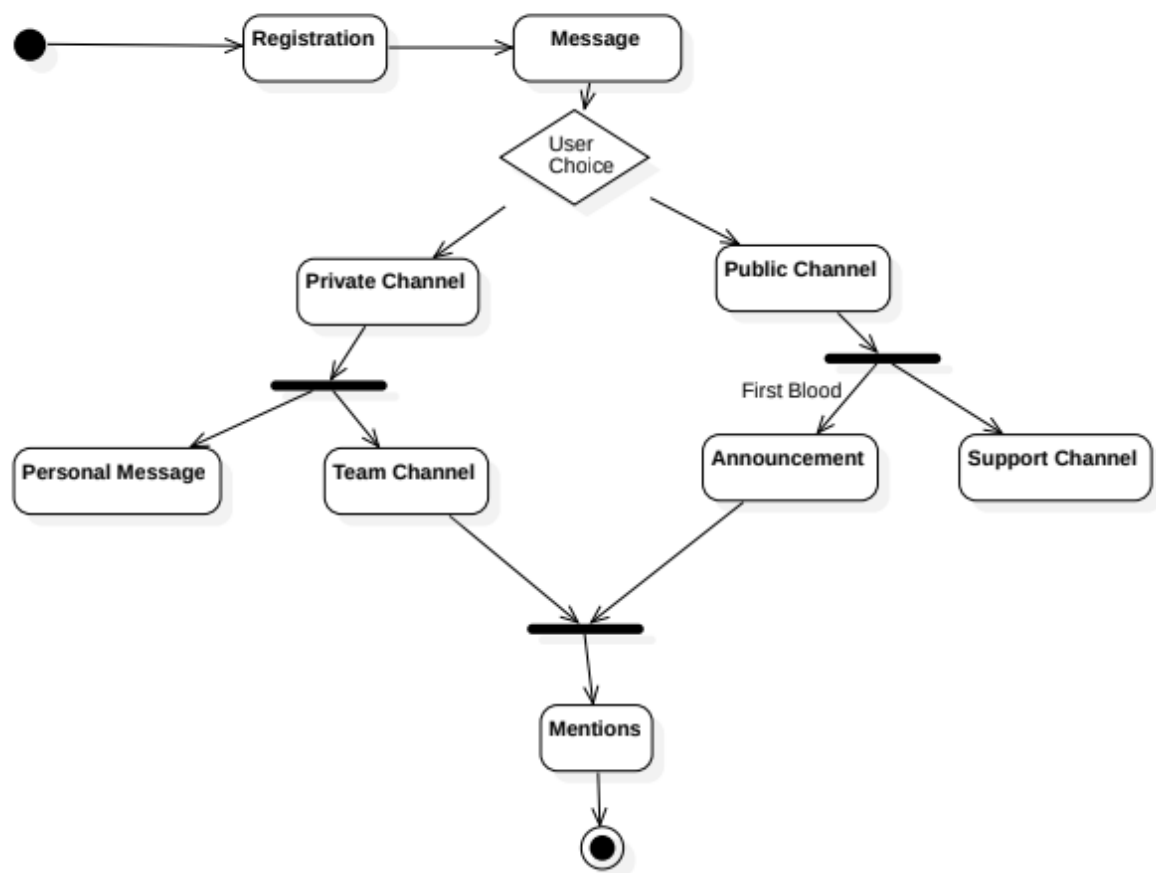 Registration
Message
User
Choice
Private Channel
Public Channel
First Blood
Personal Message
Team Channel
Announcement
Support Channel
Mentions